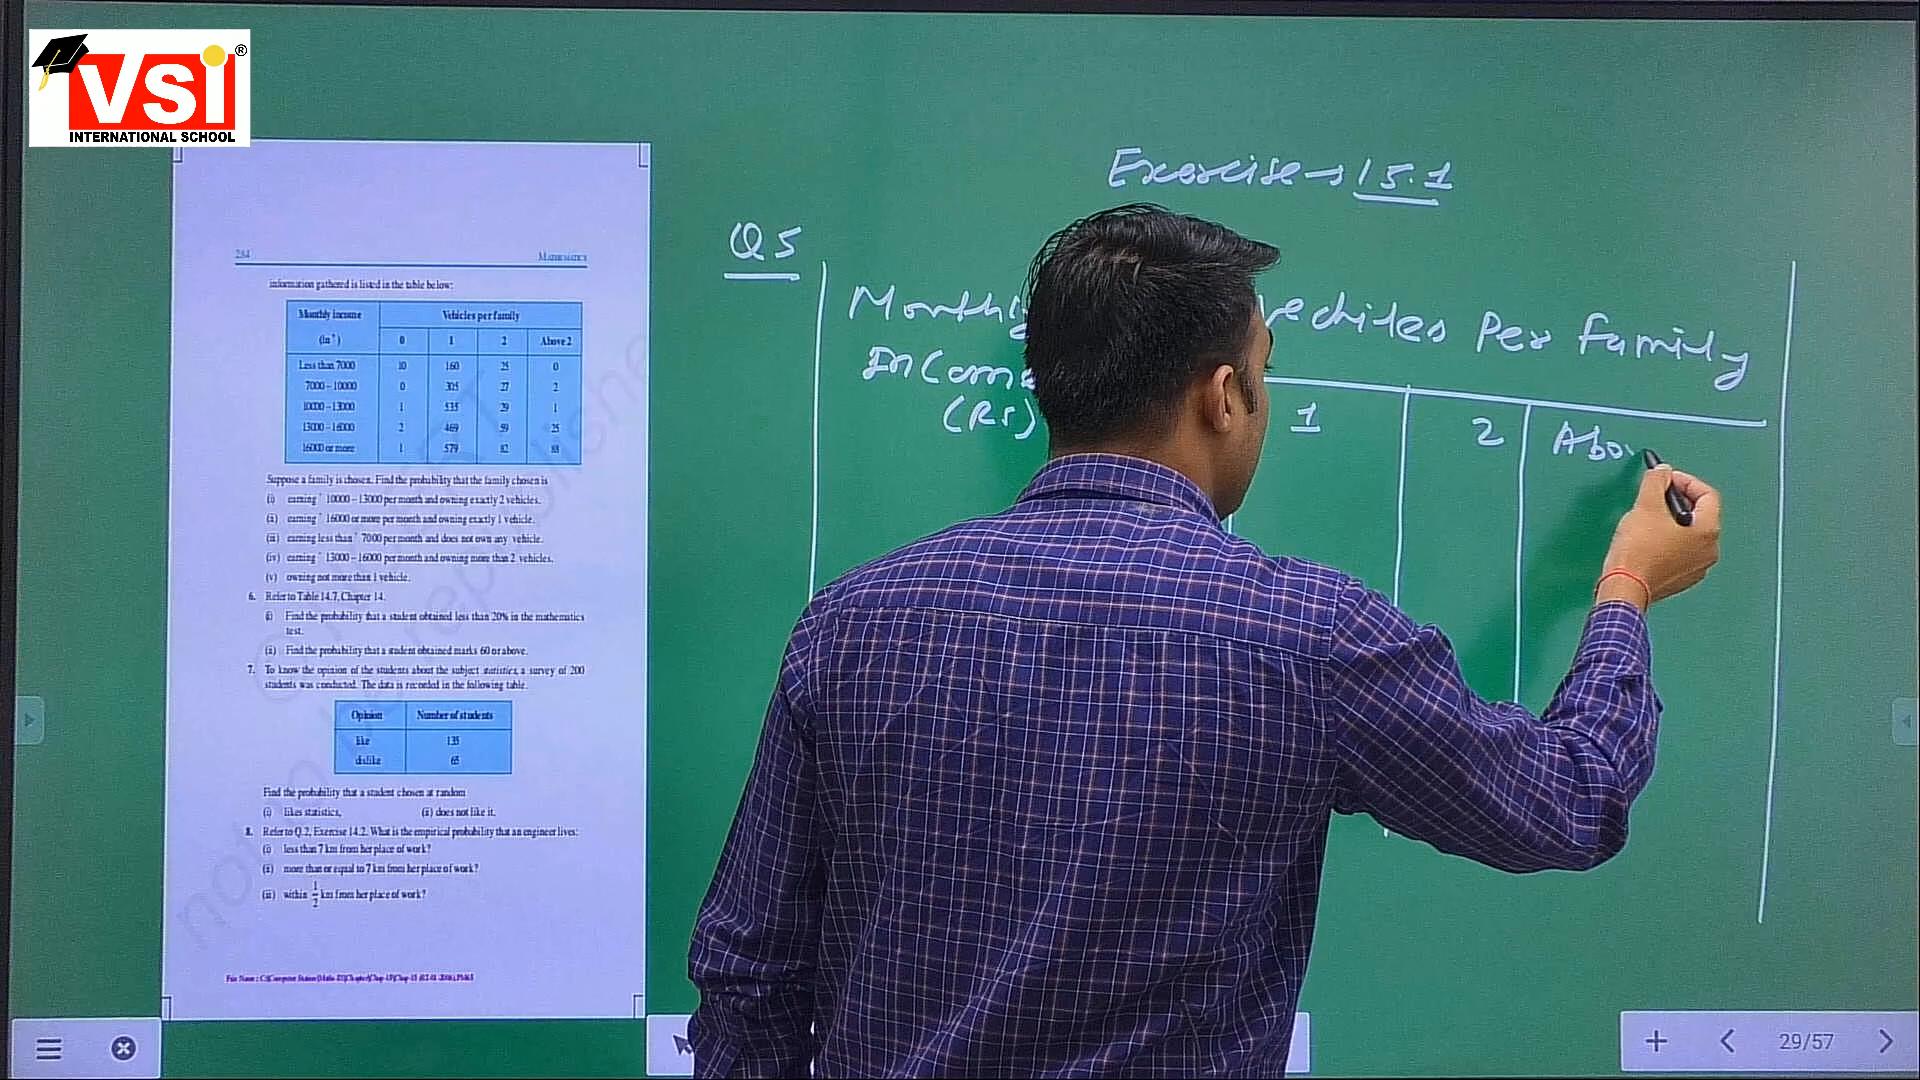 VSI ®
INTERNATIONAL SCHOOL
284 Mathematics
information gathered is listed in the table below:
Monthly income Vehicles per family
(in ) 0 1 2 Above 2
Less than 7000 10 160 25 0
7000 – 10000 0 305 27 2
10000 – 13000 1 535 29 1
13000 – 16000 2 469 59 25
16000 or more 1 579 82 88
Suppose a family is chosen. Find the probability that the family chosen is
(i) earning 10000 – 13000 per month and owning exactly 2 vehicles.
(ii) earning 16000 or more per month and owning exactly 1 vehicle.
(iii) earning less than 7000 per month and does not own any vehicle.
(iv) earning 13000 – 16000 per month and owning more than 2 vehicles.
(v) owning not more than 1 vehicle.
6. Refer to Table 14.7, Chapter 14.
(i) Find the probability that a student obtained less than 20% in the mathematics
test.
(ii) Find the probability that a student obtained marks 60 or above.
7. To know the opinion of the students about the subject statistics, a survey of 200
students was conducted. The data is recorded in the following table.
Opinion Number of students
like 135
dislike 65
Find the probability that a student chosen at random
(i) likes statistics, (ii) does not like it.
8. Refer to Q.2, Exercise 14.2. What is the empirical probability that an engineer lives:
(i) less than 7 km from her place of work?
(ii) more than or equal to 7 km from her place of work?
(iii) within 1/2 km from her place of work?
Exercise → 15.1
Q5
Monthly vechiles Per Family
Income
(Rs) 1 2 Abov
29/57